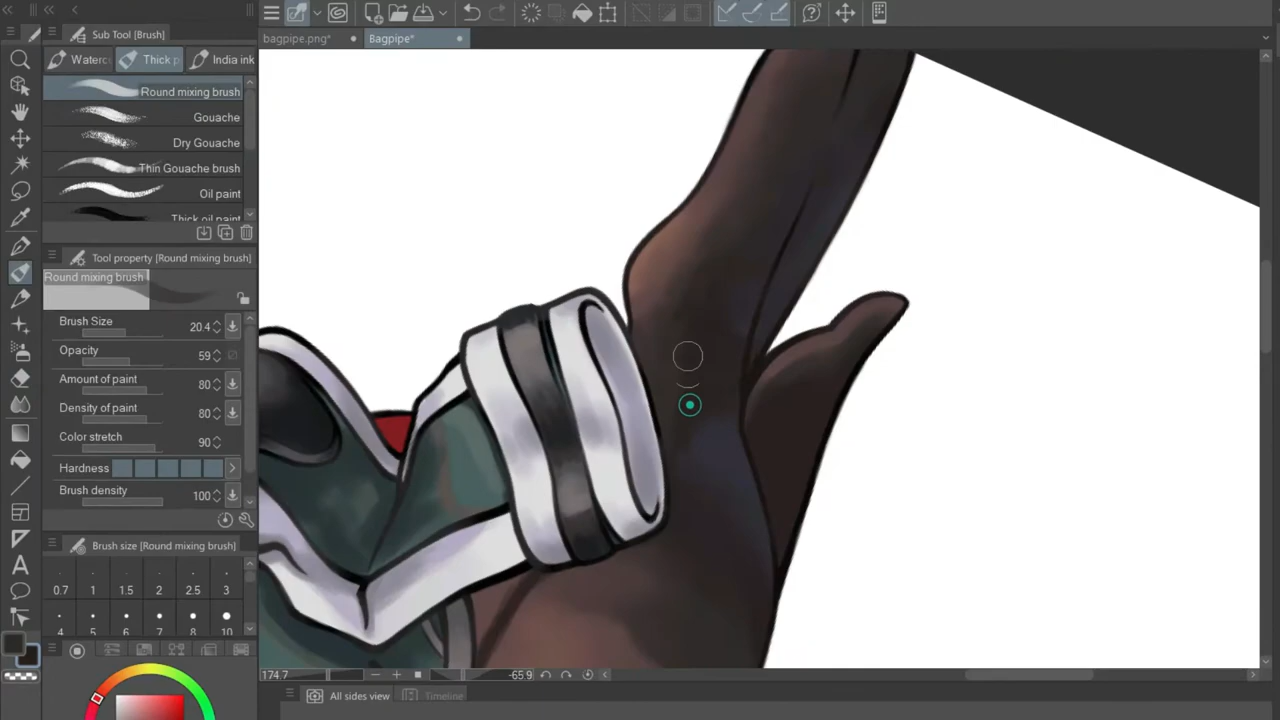 bagpipe.png*
Bagpipe*
Sub Tool [Brush]
Waterc
Thick p
India ink
Round mixing brush
Gouache
Dry Gouache
Thin Gouache brush
Oil paint
Thick oil paint
Tool property [Round mixing brush]
Round mixing brush
Brush Size 20.4
Opacity 59
Amount of paint 80
Density of paint 80
Color stretch 90
Hardness
Brush density 100
Brush size [Round mixing brush]
0.7 1 1.5 2 2.5 3
4 5 6 7 8 10
174.7
-65.9
All sides view
Timeline